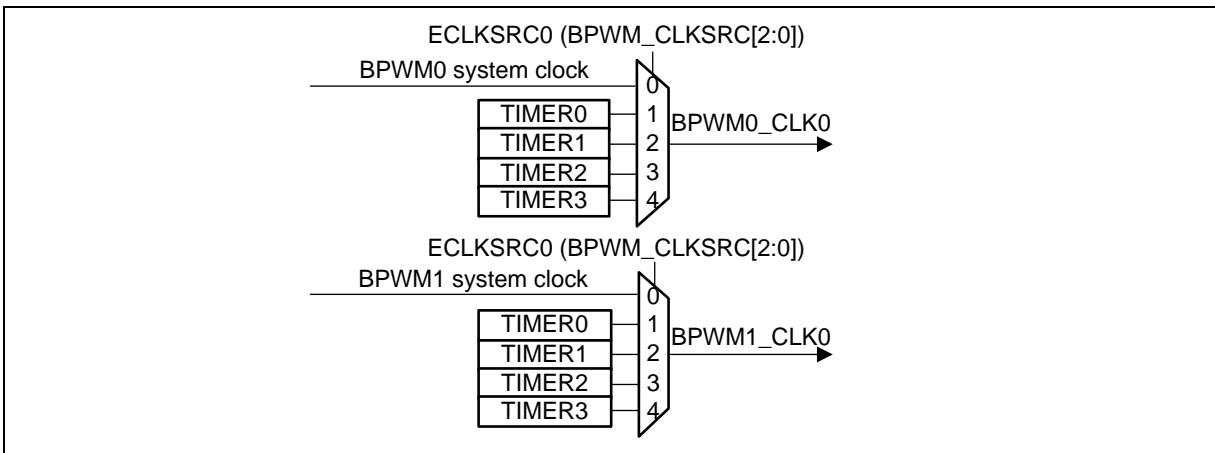 ECLKSRC0 (BPWM_CLKSRC[2:0])
BPWM0 system clock
0
TIMER0 1
BPWM0_CLK0
TIMER1 2
TIMER2 3
TIMER3 4
ECLKSRC0 (BPWM_CLKSRC[2:0])
BPWM1 system clock
0
TIMER0 1
BPWM1_CLK0
TIMER1 2
TIMER2 3
TIMER3 4